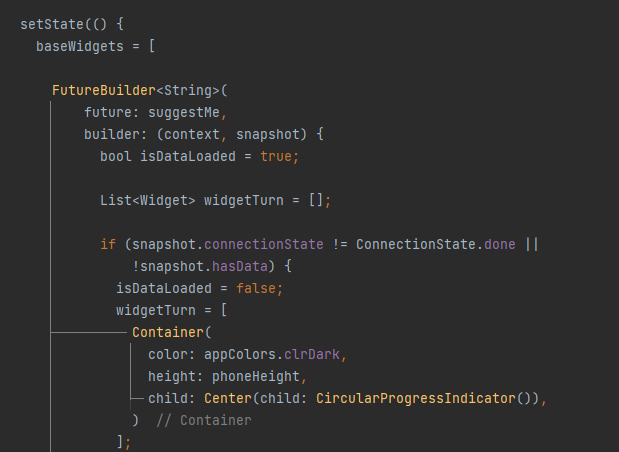 setState(() {
baseWidgets = [
FutureBuilder<String>(
future: suggestMe,
builder: (context, snapshot) {
bool isDataLoaded = true;
List<Widget> widgetTurn = [];
if (snapshot.connectionState != ConnectionState.done ||
!snapshot.hasData) {
isDataLoaded = false;
widgetTurn = [
Container(
color: appColors.clrDark,
height: phoneHeight,
child: Center(child: CircularProgressIndicator()),
) // Container
];